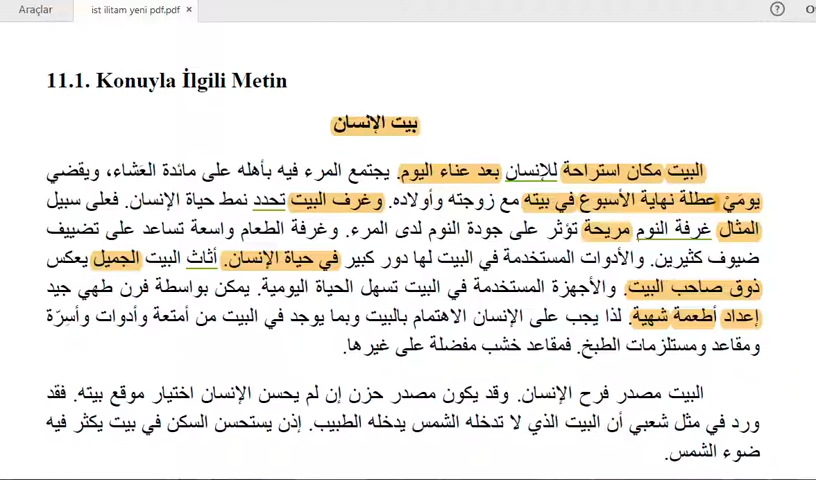 Araçlar
ist ilitam yeni pdf.pdf ×
?
11.1. Konuyla İlgili Metin
بيت الإنسان
البيت مكان استراحة للإنسان بعد عناء اليوم. يجتمع المرء فيه بأهله على مائدة العَشاء، ويقضي
يومَيْ عطلة نهاية الأسبوع في بيته مع زوجته وأولاده. وغرف البيت تحدد نمط حياة الإنسان. فعلى سبيل
المثال غرفة النوم مريحة تؤثر على جودة النوم لدى المرء. وغرفة الطعام واسعة تساعد على تضييف
ضيوف كثيرين. والأدوات المستخدمة في البيت لها دور كبير في حياة الإنسان. أثاث البيت الجميل يعكس
ذوق صاحب البيت. والأجهزة المستخدمة في البيت تسهل الحياة اليومية. يمكن بواسطة فرن طهي جيد
إعداد أطعمة شهية. لذا يجب على الإنسان الاهتمام بالبيت وبما يوجد في البيت من أمتعة وأدوات وأسِرّة
ومقاعد ومستلزمات الطبخ. فمقاعد خشب مفضلة على غيرها.
البيت مصدر فرح الإنسان. وقد يكون مصدر حزن إن لم يحسن الإنسان اختيار موقع بيته. فقد
ورد في مثل شعبي أن البيت الذي لا تدخله الشمس يدخله الطبيب. إذن يستحسن السكن في بيت يكثر فيه
ضوء الشمس.